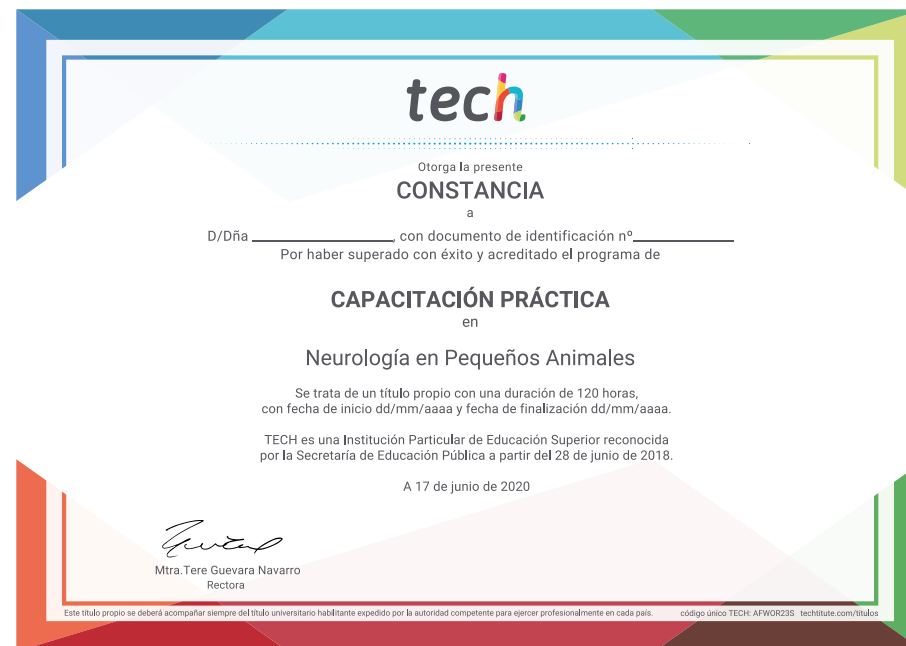 tech
Otorga la presente
CONSTANCIA
a
D/Dña ____________________, con documento de identificación nº______________
Por haber superado con éxito y acreditado el programa de
CAPACITACIÓN PRÁCTICA
en
Neurología en Pequeños Animales
Se trata de un título propio con una duración de 120 horas,
con fecha de inicio dd/mm/aaaa y fecha de finalización dd/mm/aaaa.
TECH es una Institución Particular de Educación Superior reconocida
por la Secretaría de Educación Pública a partir del 28 de junio de 2018.
A 17 de junio de 2020
Mtra.Tere Guevara Navarro
Rectora
Este título propio se deberá acompañar siempre del título universitario habilitante expedido por la autoridad competente para ejercer profesionalmente en cada país. código único TECH: AFWOR23S techtitute.com/titulos